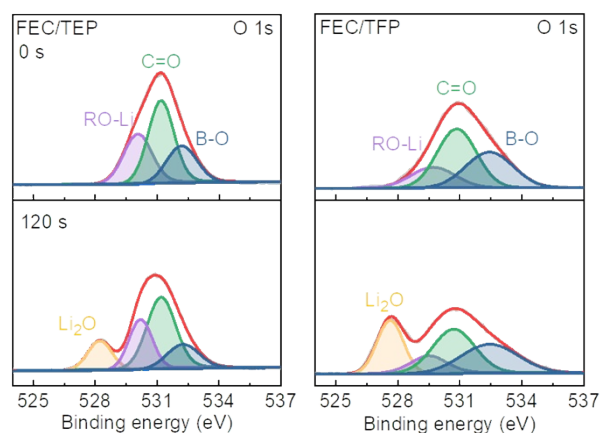 FEC/TEP
O 1s
0 s
C=O
RO-Li
B-O
120 s
Li₂O
525
528
531
534
537
Binding energy (eV)
FEC/TFP
O 1s
C=O
RO-Li
B-O
Li₂O
525
528
531
534
537
Binding energy (eV)